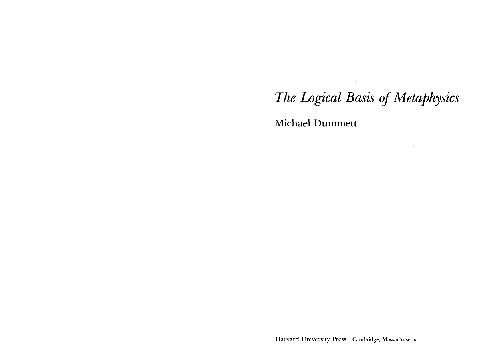 The Logical Basis of Metaphysics
Michael Dummett
Harvard University Press Cambridge, Massachusetts